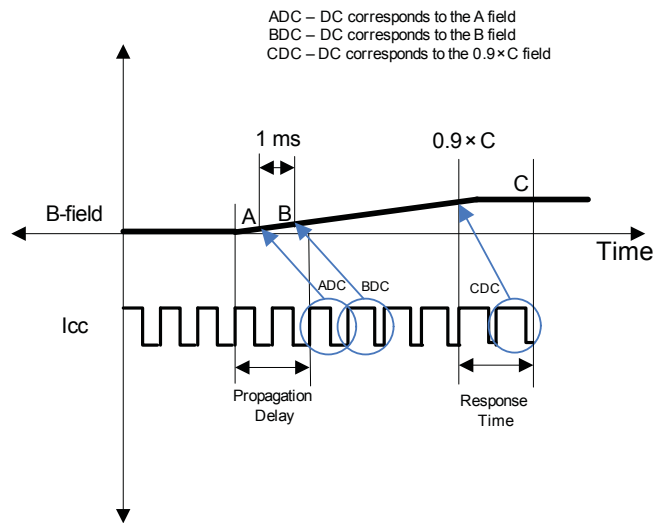 ADC – DC corresponds to the A field
BDC – DC corresponds to the B field
CDC – DC corresponds to the 0.9×C field
1 ms
0.9×C
A
B
C
B-field
Time
ADC
BDC
CDC
Icc
Propagation
Delay
Response
Time